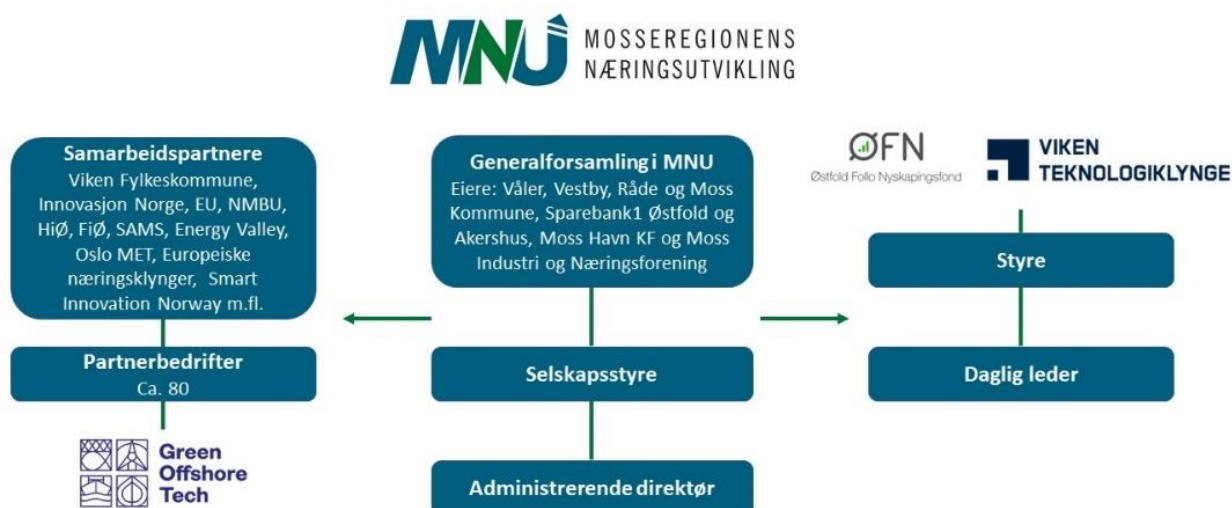 MNU MOSSEREGIONENS
NÆRINGSUTVIKLING
Samarbeidspartnere
Viken Fylkeskommune,
Innovasjon Norge, EU, NMBU,
HiØ, FiØ, SAMS, Energy Valley,
Oslo MET, Europeiske
næringsklynger, Smart
Innovation Norway m.fl.
Partnerbedrifter
Ca. 80
Green
Offshore
Tech
Generalforsamling i MNU
Eiere: Våler, Vestby, Råde og Moss
Kommune, Sparebank1 Østfold og
Akershus, Moss Havn KF og Moss
Industri og Næringsforening
Selskapsstyre
Administrerende direktør
ØFN
Østfold Follo Nyskapingsfond
VIKEN
TEKNOLOGIKLYNGE
Styre
Daglig leder